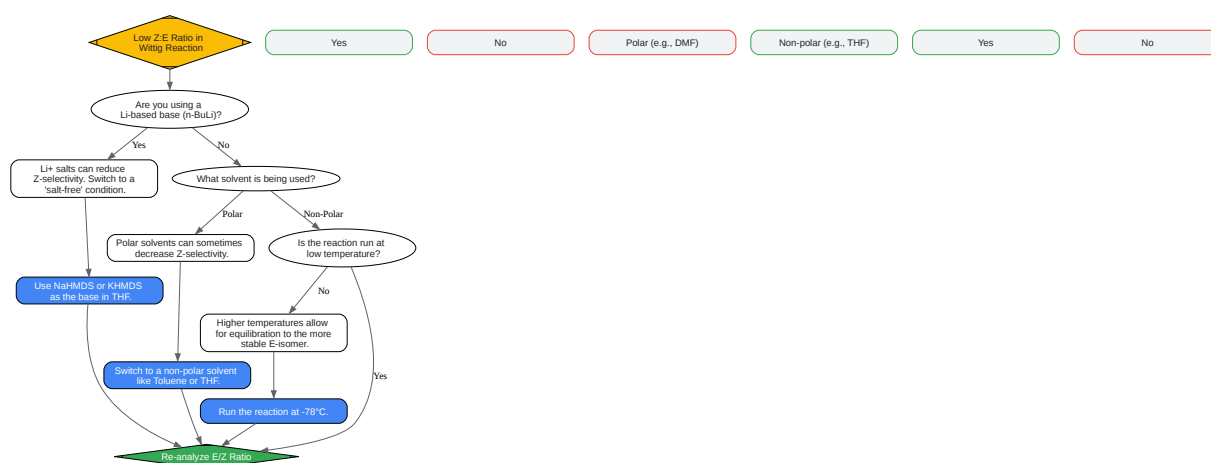 Low Z:E Ratio in
Wittig Reaction
Yes
No
Polar (e.g., DMF)
Non-polar (e.g., THF)
Yes
No
Are you using a
Li-based base (n-BuLi)?
Yes
No
Li+ salts can reduce
Z-selectivity. Switch to a
'salt-free' condition.
What solvent is being used?
Polar
Non-Polar
Polar solvents can sometimes
decrease Z-selectivity.
Is the reaction run at
low temperature?
Use NaHMDS or KHMDS
as the base in THF.
No
Higher temperatures allow
for equilibration to the more
stable E-isomer.
Switch to a non-polar solvent
like Toluene or THF.
Yes
Run the reaction at -78°C.
Re-analyze E/Z Ratio